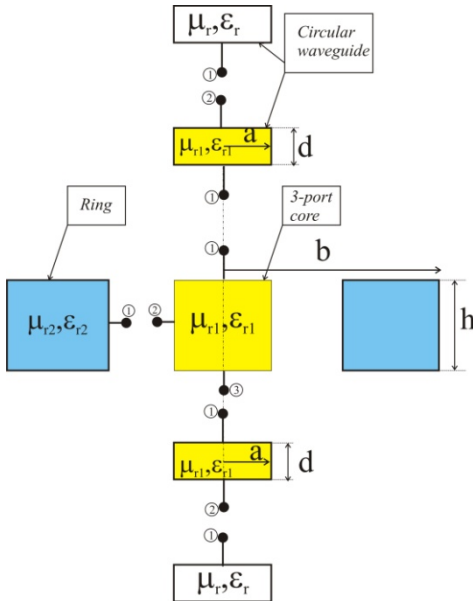 μr,εr
Circular
waveguide
①
②
μr1,εr1
a
d
①
Ring
3-port
core
①
b
μr2,εr2
①
②
μr1,εr1
h
③
①
a
μr1,εr1
d
②
①
μr,εr